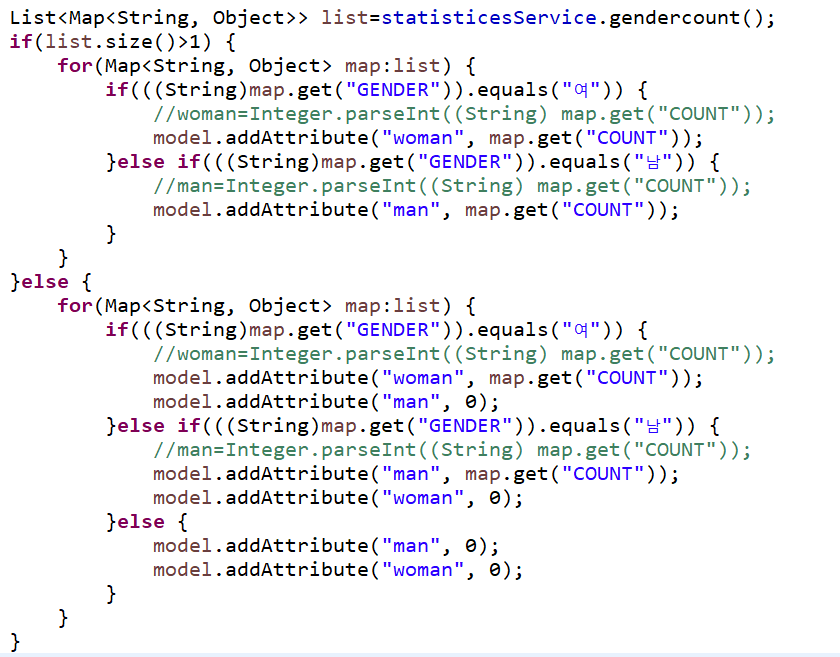 List<Map<String, Object>> list=statisticesService.gendercount();
if(list.size()>1) {
    for(Map<String, Object> map:list) {
        if(((String)map.get("GENDER")).equals("여")) {
            //woman=Integer.parseInt((String) map.get("COUNT"));
            model.addAttribute("woman", map.get("COUNT"));
        }else if(((String)map.get("GENDER")).equals("남")) {
            //man=Integer.parseInt((String) map.get("COUNT"));
            model.addAttribute("man", map.get("COUNT"));
        }
    }
}else {
    for(Map<String, Object> map:list) {
        if(((String)map.get("GENDER")).equals("여")) {
            //woman=Integer.parseInt((String) map.get("COUNT"));
            model.addAttribute("woman", map.get("COUNT"));
            model.addAttribute("man", 0);
        }else if(((String)map.get("GENDER")).equals("남")) {
            //man=Integer.parseInt((String) map.get("COUNT"));
            model.addAttribute("man", map.get("COUNT"));
            model.addAttribute("woman", 0);
        }else {
            model.addAttribute("man", 0);
            model.addAttribute("woman", 0);
        }
    }
}